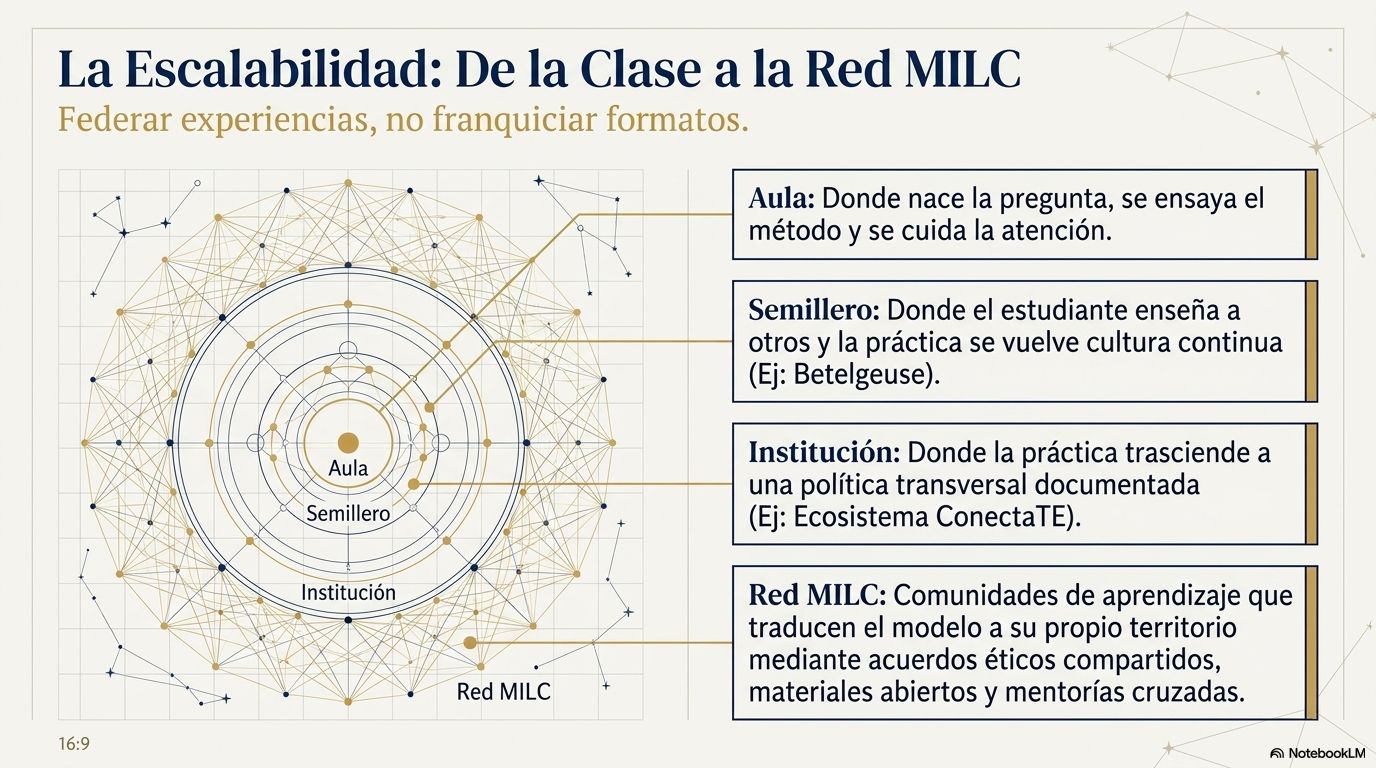 La Escalabilidad: De la Clase a la Red MILC
Federar experiencias, no franquiciar formatos.
Aula
Semillero
Institución
Red MILC
Aula: Donde nace la pregunta, se ensaya el
método y se cuida la atención.
Semillero: Donde el estudiante enseña a
otros y la práctica se vuelve cultura continua
(Ej: Betelgeuse).
Institución: Donde la práctica trasciende a
una política transversal documentada
(Ej: Ecosistema ConectaTE).
Red MILC: Comunidades de aprendizaje que
traducen el modelo a su propio territorio
mediante acuerdos éticos compartidos,
materiales abiertos y mentorías cruzadas.
16:9
NotebookLM